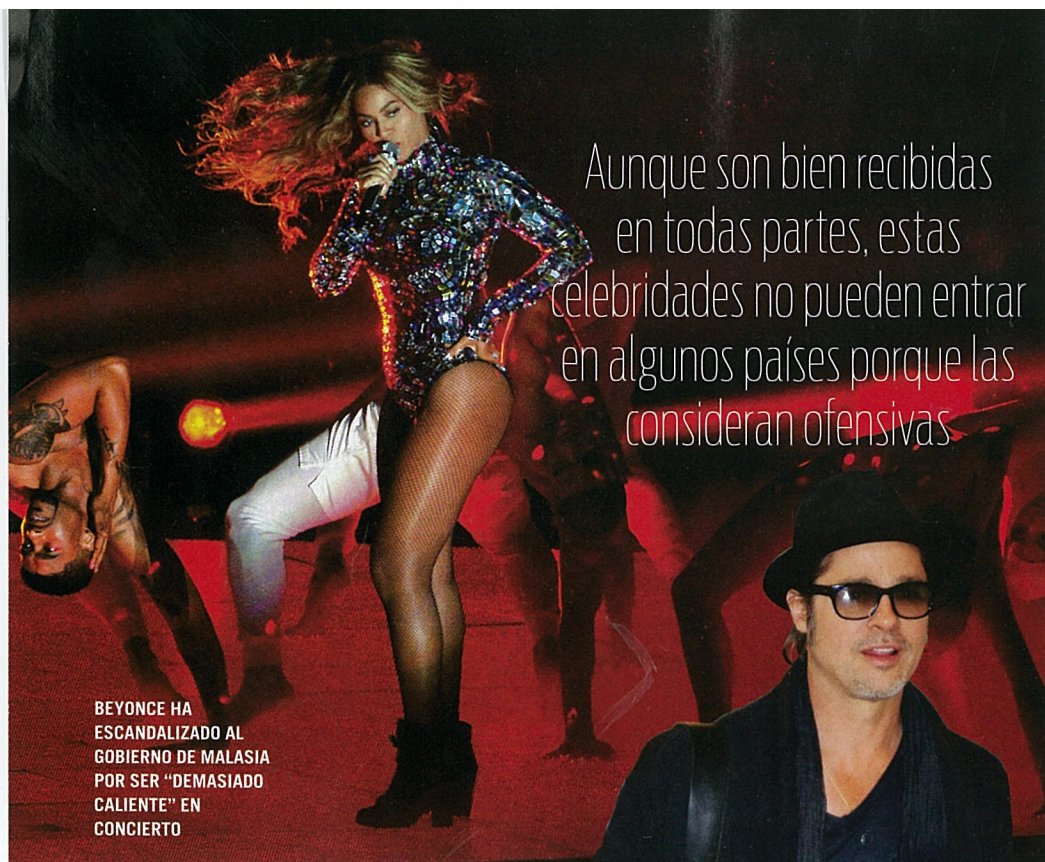 Aunque son bien recibidas
en todas partes, estas
celebridades no pueden entrar
en algunos países porque las
consideran ofensivas
BEYONCE HA
ESCANDALIZADO AL
GOBIERNO DE MALASIA
POR SER “DEMASIADO
CALIENTE” EN
CONCIERTO